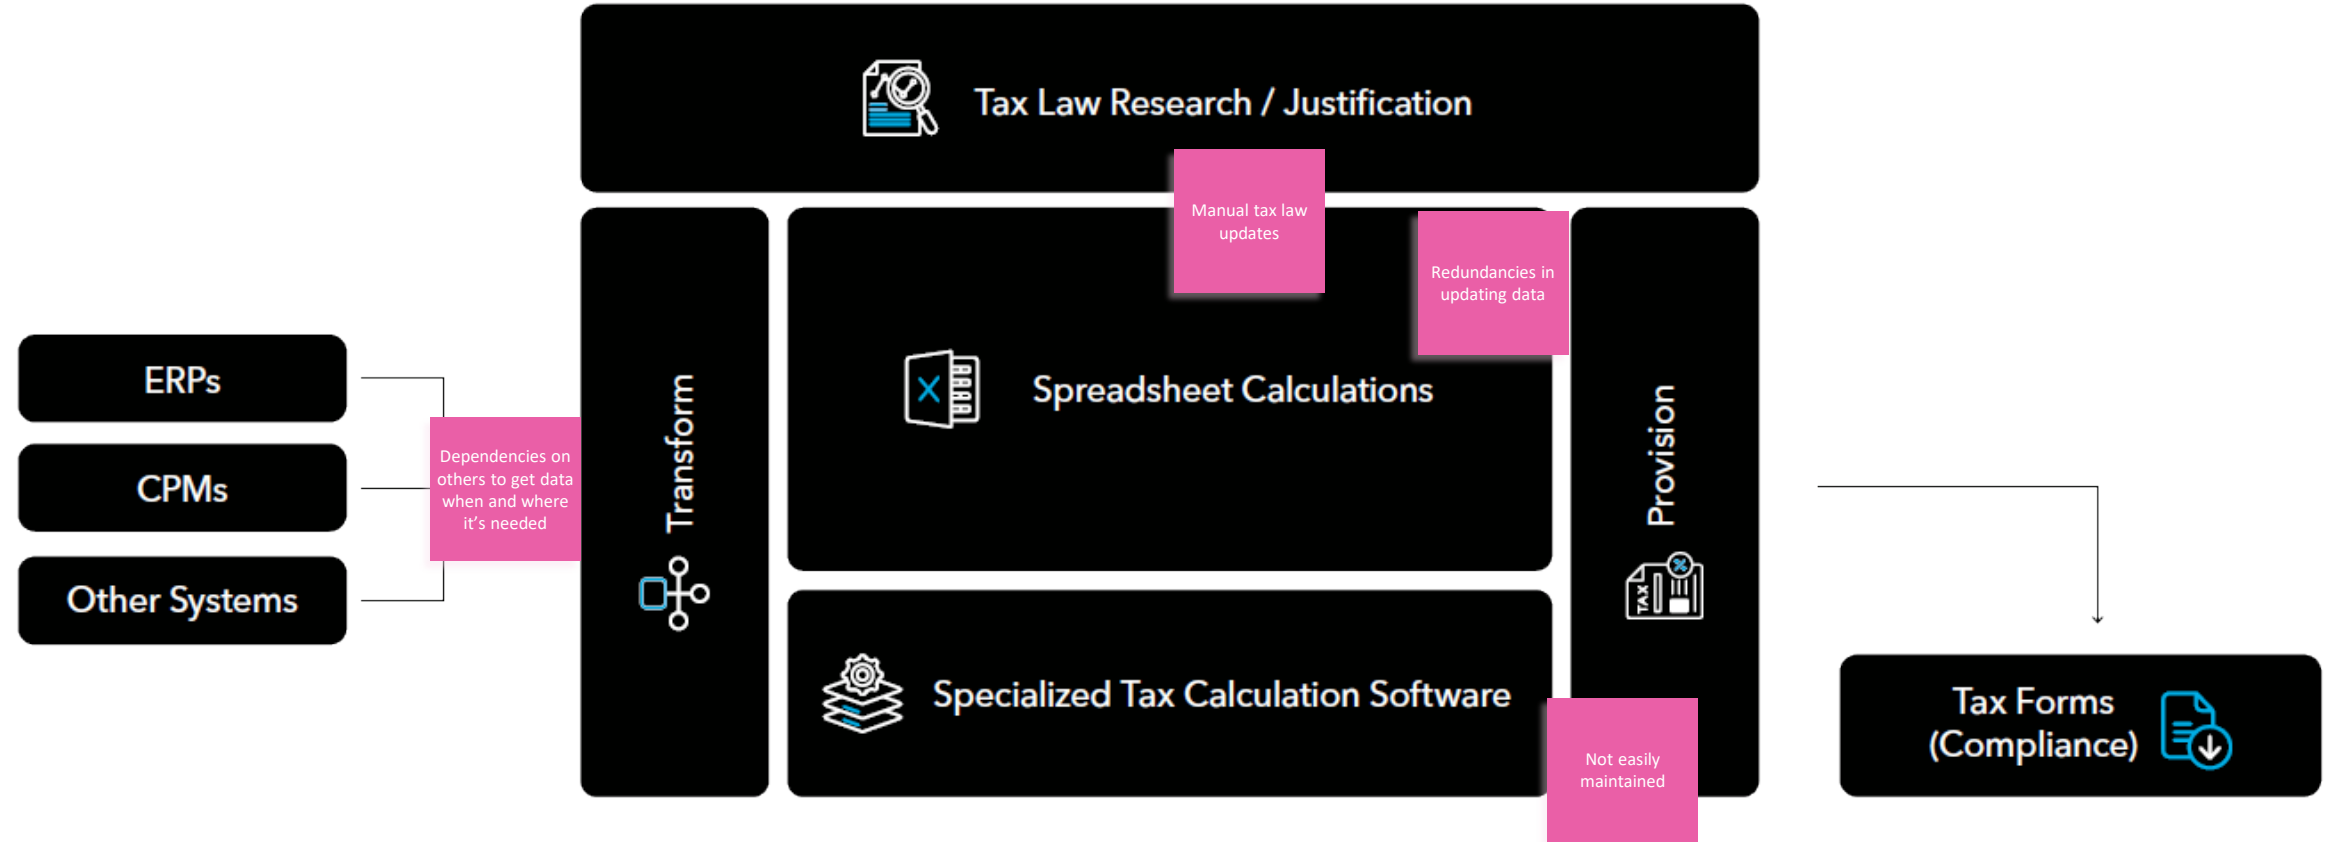 Tax Law Research / Justification
Manual tax law
updates
Redundancies in
updating data
ERPs
CPMs
Other Systems
Dependencies on
others to get data
when and where
it’s needed
Transform
Spreadsheet Calculations
X
Provision
TAX
Specialized Tax Calculation Software
Not easily
maintained
Tax Forms
(Compliance)